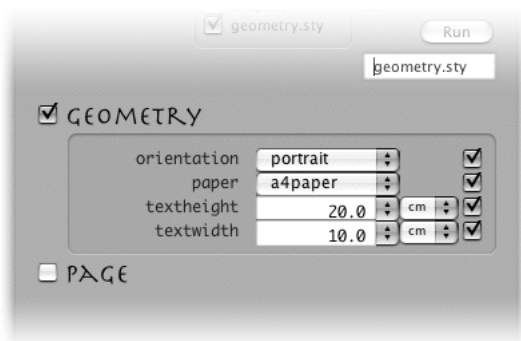 geometry.sty
Run
geometry.sty
GEOMETRY
orientation portrait
paper a4paper
textheight 20.0 cm
textwidth 10.0 cm
PAGE